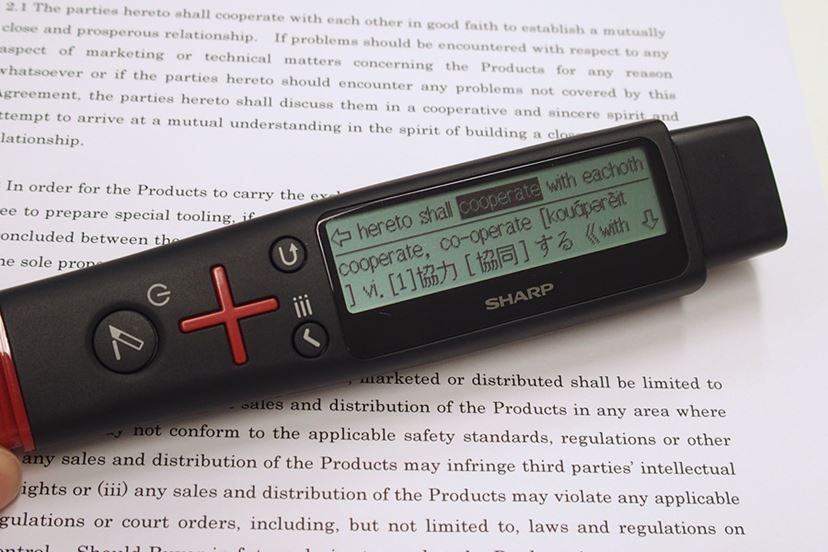 2.1 The parties hereto shall cooperate with each other in good faith to establish a mutually
close and prosperous relationship. If problems should be encountered with respect to any
aspect of marketing or technical matters concerning the Products for any reason
whatsoever or if the parties hereto should encounter any problems not covered by this
Agreement, the parties hereto shall discuss them in a cooperative and sincere spirit and
ttempt to arrive at a mutual understanding in the spirit of building a
lationship.
In order for the Products to carry the
ee to prepare special tooling, if
oncluded between the
he sole
hereto shall cooperate with eachoth
cooperate, co-operate [kouάpərèit
] vi. [1]協力[協同]する《with
iii
SHARP
, marketed or distributed shall be limited to
sales and distribution of the Products in any area where
not conform to the applicable safety standards, regulations or other
any sales and distribution of the Products may infringe third parties' intellectual
ights or (iii) any sales and distribution of the Products may violate any applicable
gulations or court orders, including, but not limited to, laws and regulations on
ontrol. Should